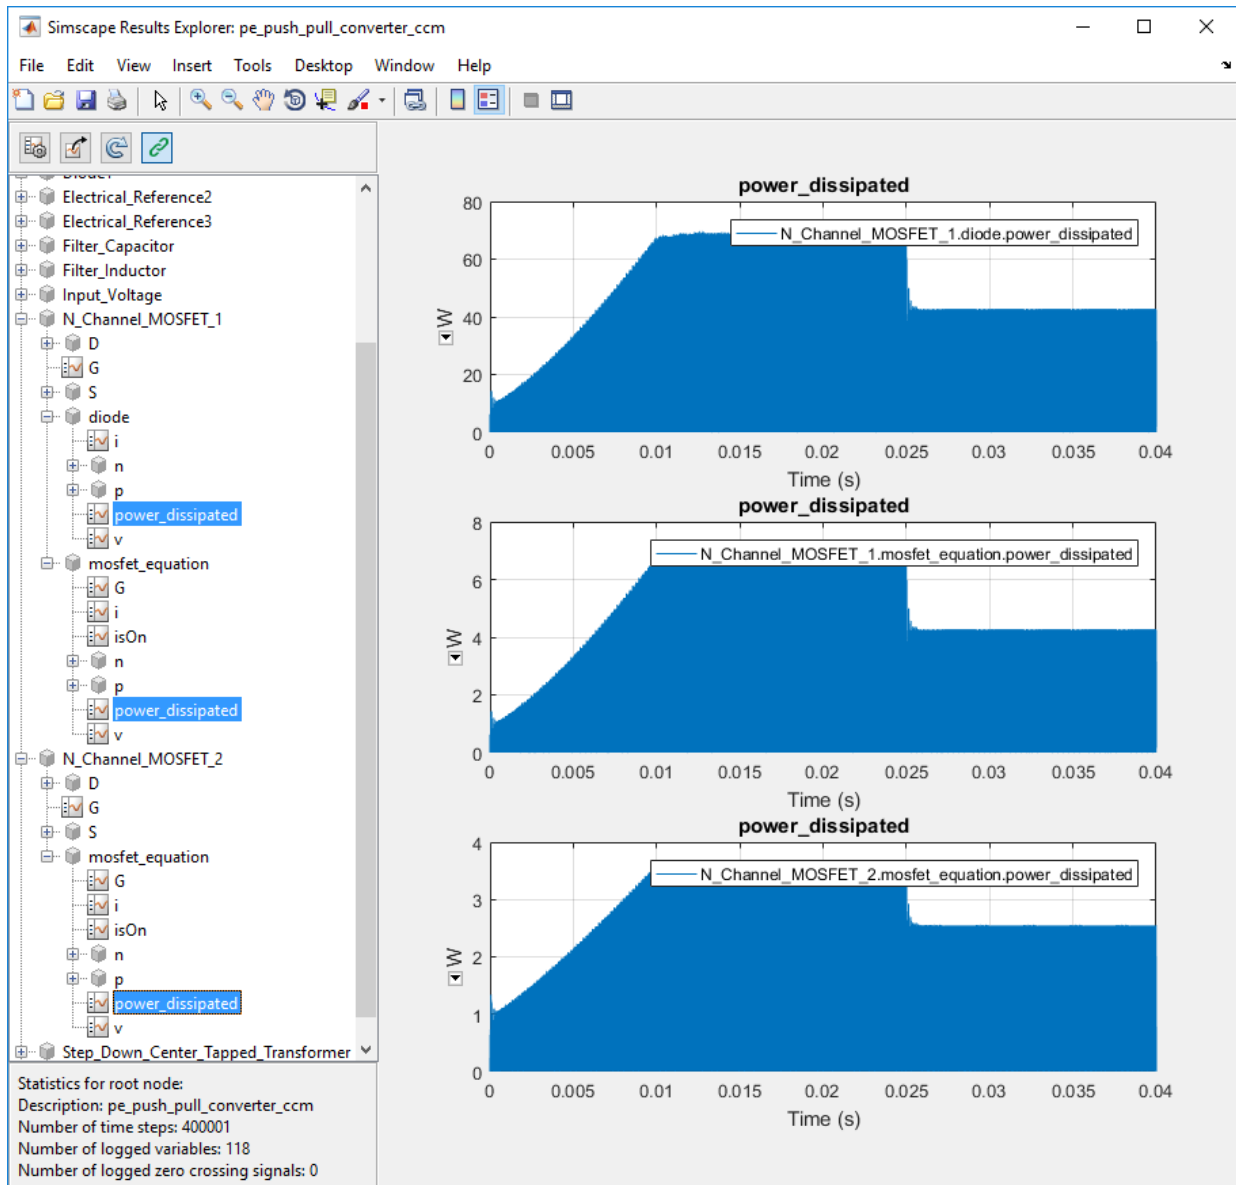 Simscape Results Explorer: pe_push_pull_converter_ccm
File Edit View Insert Tools Desktop Window Help
Diode1
Electrical_Reference2
Electrical_Reference3
Filter_Capacitor
Filter_Inductor
Input_Voltage
N_Channel_MOSFET_1
D
G
S
diode
i
n
p
power_dissipated
v
mosfet_equation
G
i
isOn
n
p
power_dissipated
v
N_Channel_MOSFET_2
D
G
S
mosfet_equation
G
i
isOn
n
p
power_dissipated
v
Step_Down_Center_Tapped_Transformer
Statistics for root node:
Description: pe_push_pull_converter_ccm
Number of time steps: 400001
Number of logged variables: 118
Number of logged zero crossing signals: 0
power_dissipated
N_Channel_MOSFET_1.diode.power_dissipated
80
60
40
20
0
W
0 0.005 0.01 0.015 0.02 0.025 0.03 0.035 0.04
Time (s)
power_dissipated
N_Channel_MOSFET_1.mosfet_equation.power_dissipated
8
6
4
2
0
W
0 0.005 0.01 0.015 0.02 0.025 0.03 0.035 0.04
Time (s)
power_dissipated
N_Channel_MOSFET_2.mosfet_equation.power_dissipated
4
3
2
1
0
W
0 0.005 0.01 0.015 0.02 0.025 0.03 0.035 0.04
Time (s)